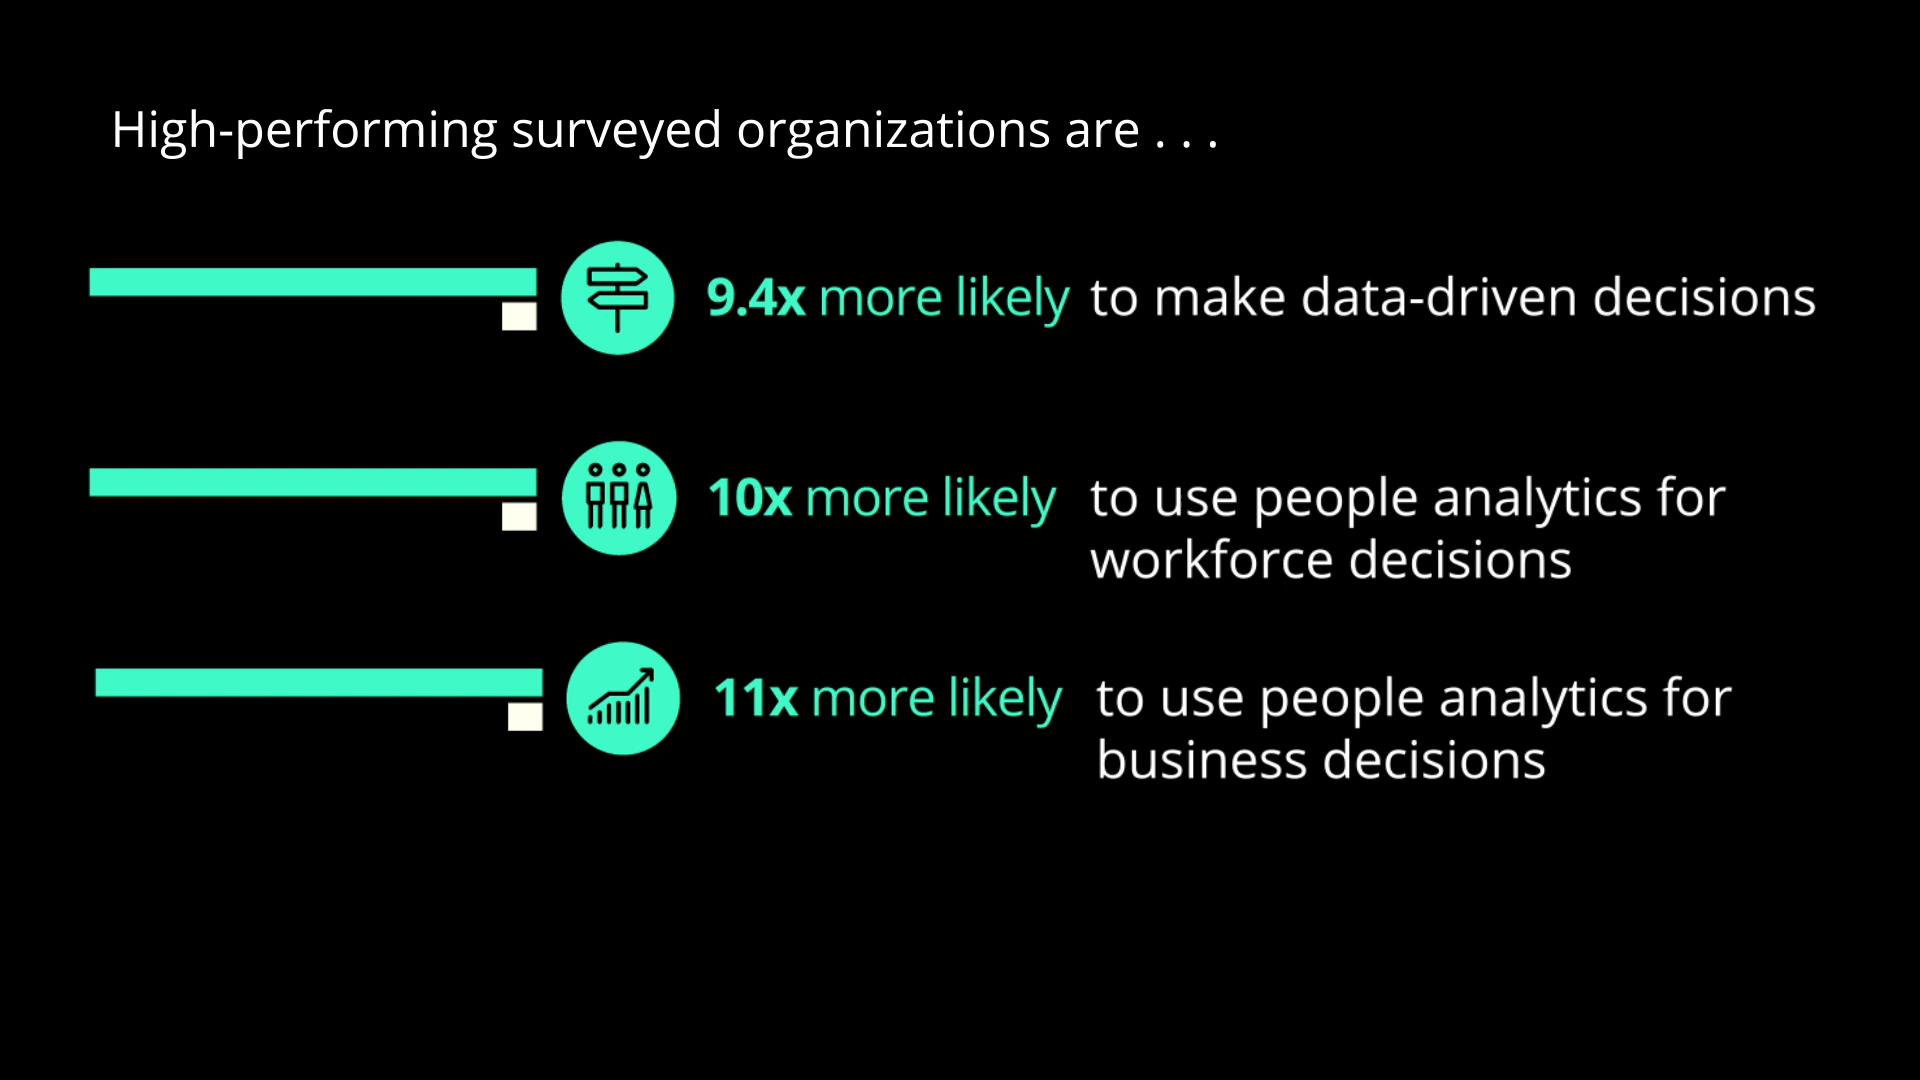 High-performing surveyed organizations are . . .
9.4x more likely to make data-driven decisions
10x more likely to use people analytics for
workforce decisions
11x more likely to use people analytics for
business decisions